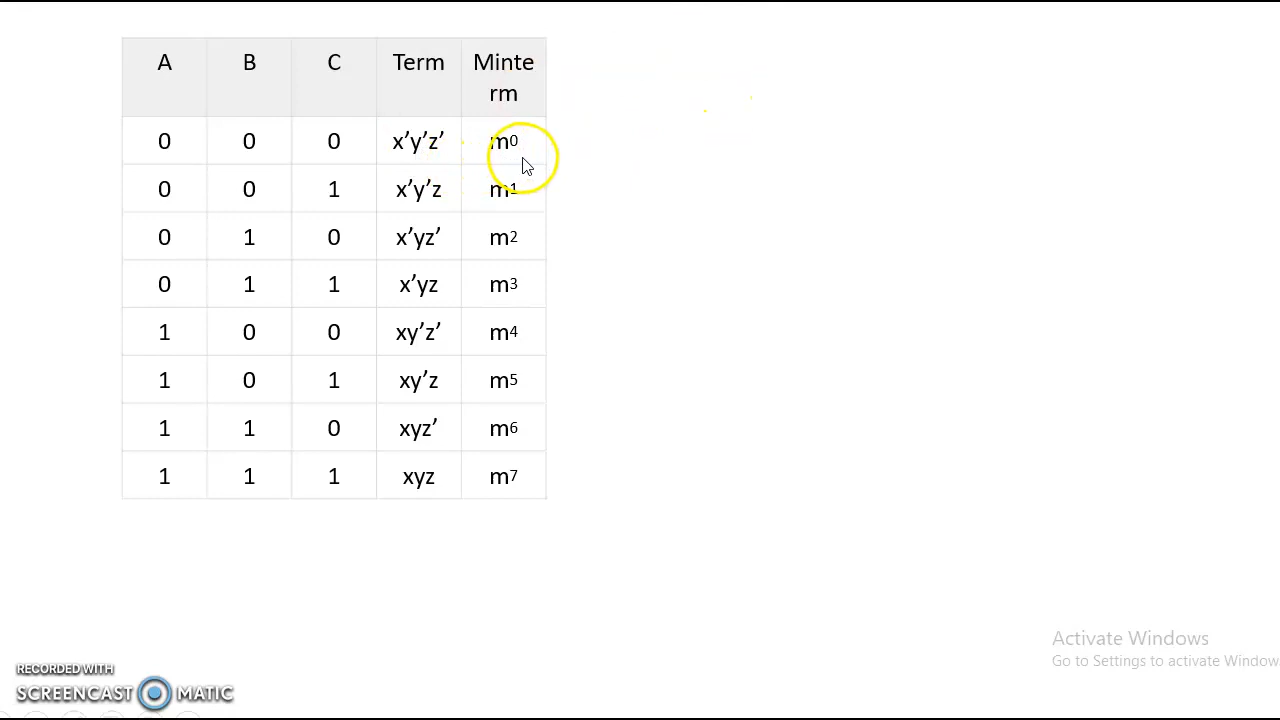 A B C Term Minte
rm
0 0 0 x’y’z’ m0
0 0 1 x’y’z m1
0 1 0 x’yz’ m2
0 1 1 x’yz m3
1 0 0 xy’z’ m4
1 0 1 xy’z m5
1 1 0 xyz’ m6
1 1 1 xyz m7
Activate Windows
Go to Settings to activate Window
RECORDED WITH
SCREENCAST MATIC